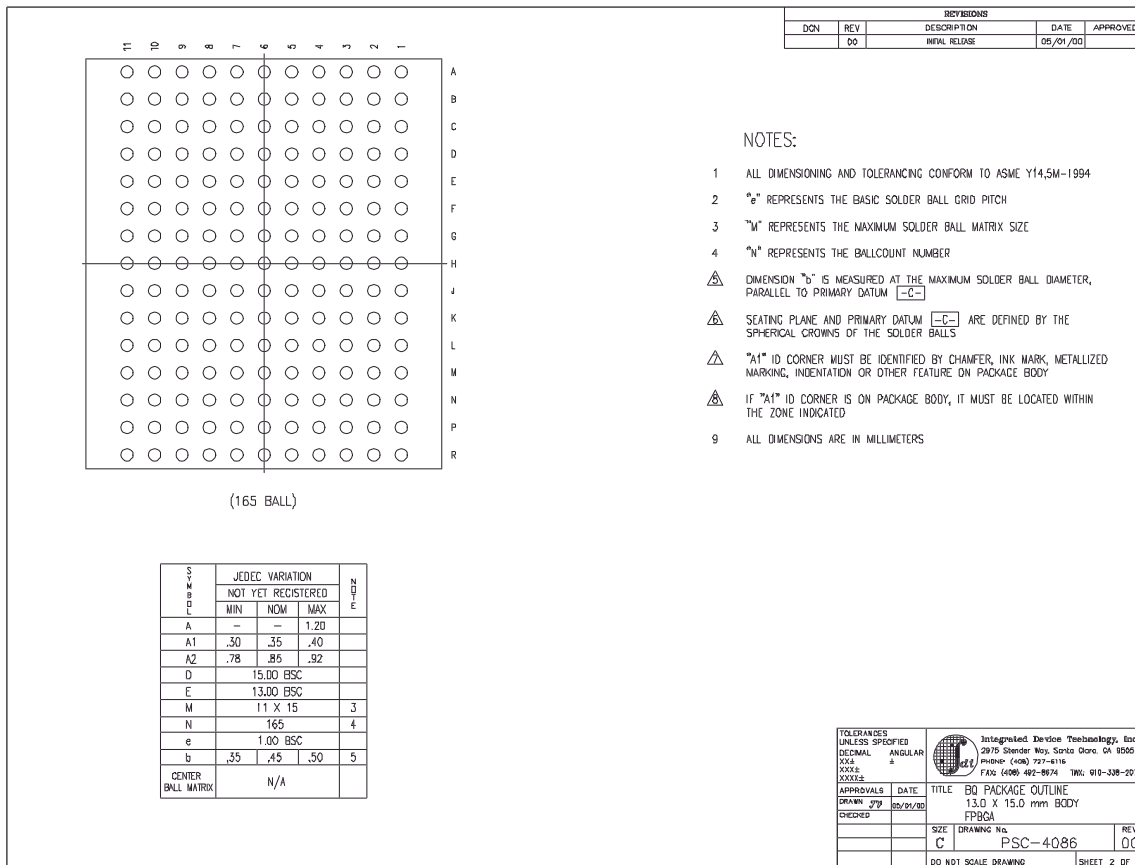 REVISIONS
DCN REV DESCRIPTION DATE APPROVED
00 INITIAL RELEASE 05/01/00
11 10 9 8 7 6 5 4 3 2 1
A
B
C
D
E
F
G
H
J
K
L
M
N
P
R
(165 BALL)
NOTES:
1 ALL DIMENSIONING AND TOLERANCING CONFORM TO ASME Y14,5M-1994
2 "e" REPRESENTS THE BASIC SOLDER BALL GRID PITCH
3 "M" REPRESENTS THE MAXIMUM SOLDER BALL MATRIX SIZE
4 "N" REPRESENTS THE BALLCOUNT NUMBER
5 DIMENSION "b" IS MEASURED AT THE MAXIMUM SOLDER BALL DIAMETER,
PARALLEL TO PRIMARY DATUM -C-
6 SEATING PLANE AND PRIMARY DATUM -C- ARE DEFINED BY THE
SPHERICAL CROWNS OF THE SOLDER BALLS
7 "A1" ID CORNER MUST BE IDENTIFIED BY CHAMFER, INK MARK, METALLIZED
MARKING, INDENTATION OR OTHER FEATURE ON PACKAGE BODY
8 IF "A1" ID CORNER IS ON PACKAGE BODY, IT MUST BE LOCATED WITHIN
THE ZONE INDICATED
9 ALL DIMENSIONS ARE IN MILLIMETERS
SYMBOL JEDEC VARIATION NOTE
NOT YET REGISTERED
MIN NOM MAX
A – – 1.20
A1 .30 .35 .40
A2 .78 .85 .92
D 15.00 BSC
E 13.00 BSC
M 11 X 15 3
N 165 4
e 1.00 BSC
b .35 .45 .50 5
CENTER
BALL MATRIX N/A
TOLERANCES
UNLESS SPECIFIED
DECIMAL ANGULAR
XX± ±
XXX±
XXXX±
idt
Integrated Device Technology, Inc
2975 Stender Way, Santa Clara, CA 9505
PHONE: (408) 727-6116
FAX: (408) 492-8674 TWX: 910-338-20
APPROVALS DATE
DRAWN 05/01/00
CHECKED
TITLE BQ PACKAGE OUTLINE
13.0 X 15.0 mm BODY
FPBGA
SIZE DRAWING No. REV
C PSC-4086 00
DO NOT SCALE DRAWING SHEET 2 OF